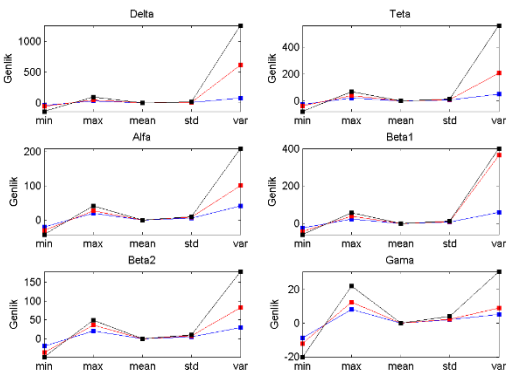 Delta
Genlik
1000
500
0
min max mean std var
Teta
Genlik
400
200
0
min max mean std var
Alfa
Genlik
200
100
0
min max mean std var
Beta1
Genlik
400
200
0
min max mean std var
Beta2
Genlik
150
100
50
0
min max mean std var
Gama
Genlik
20
0
-20
min max mean std var